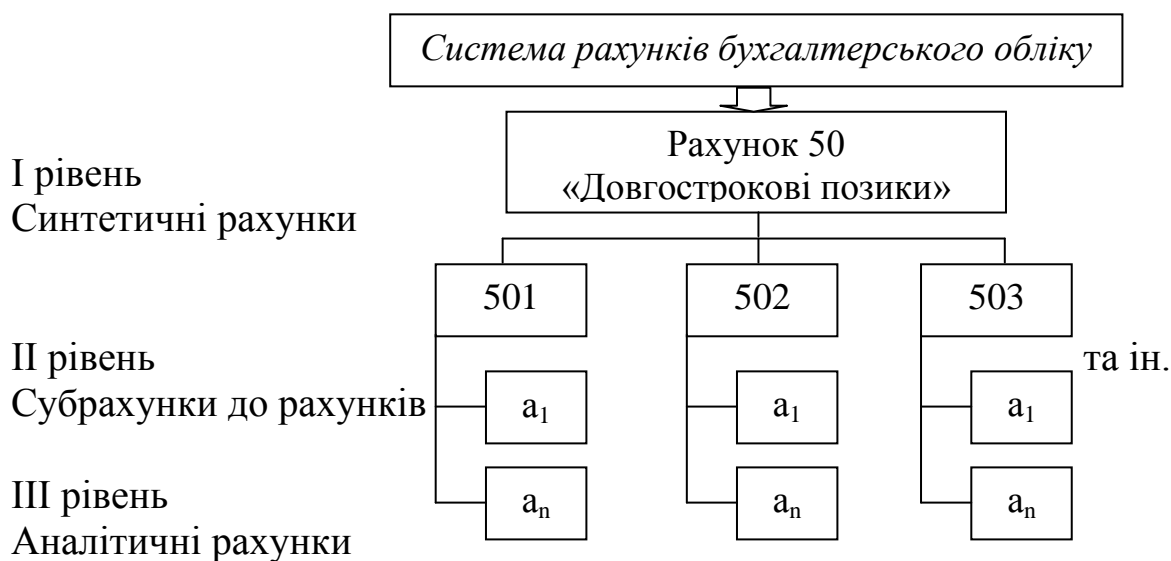 Система рахунків бухгалтерського обліку
Рахунок 50
«Довгострокові позики»
І рівень
Синтетичні рахунки
501
502
503
ІІ рівень
Субрахунки до рахунків
та ін.
a₁
a₁
a₁
ІІІ рівень
Аналітичні рахунки
aₙ
aₙ
aₙ